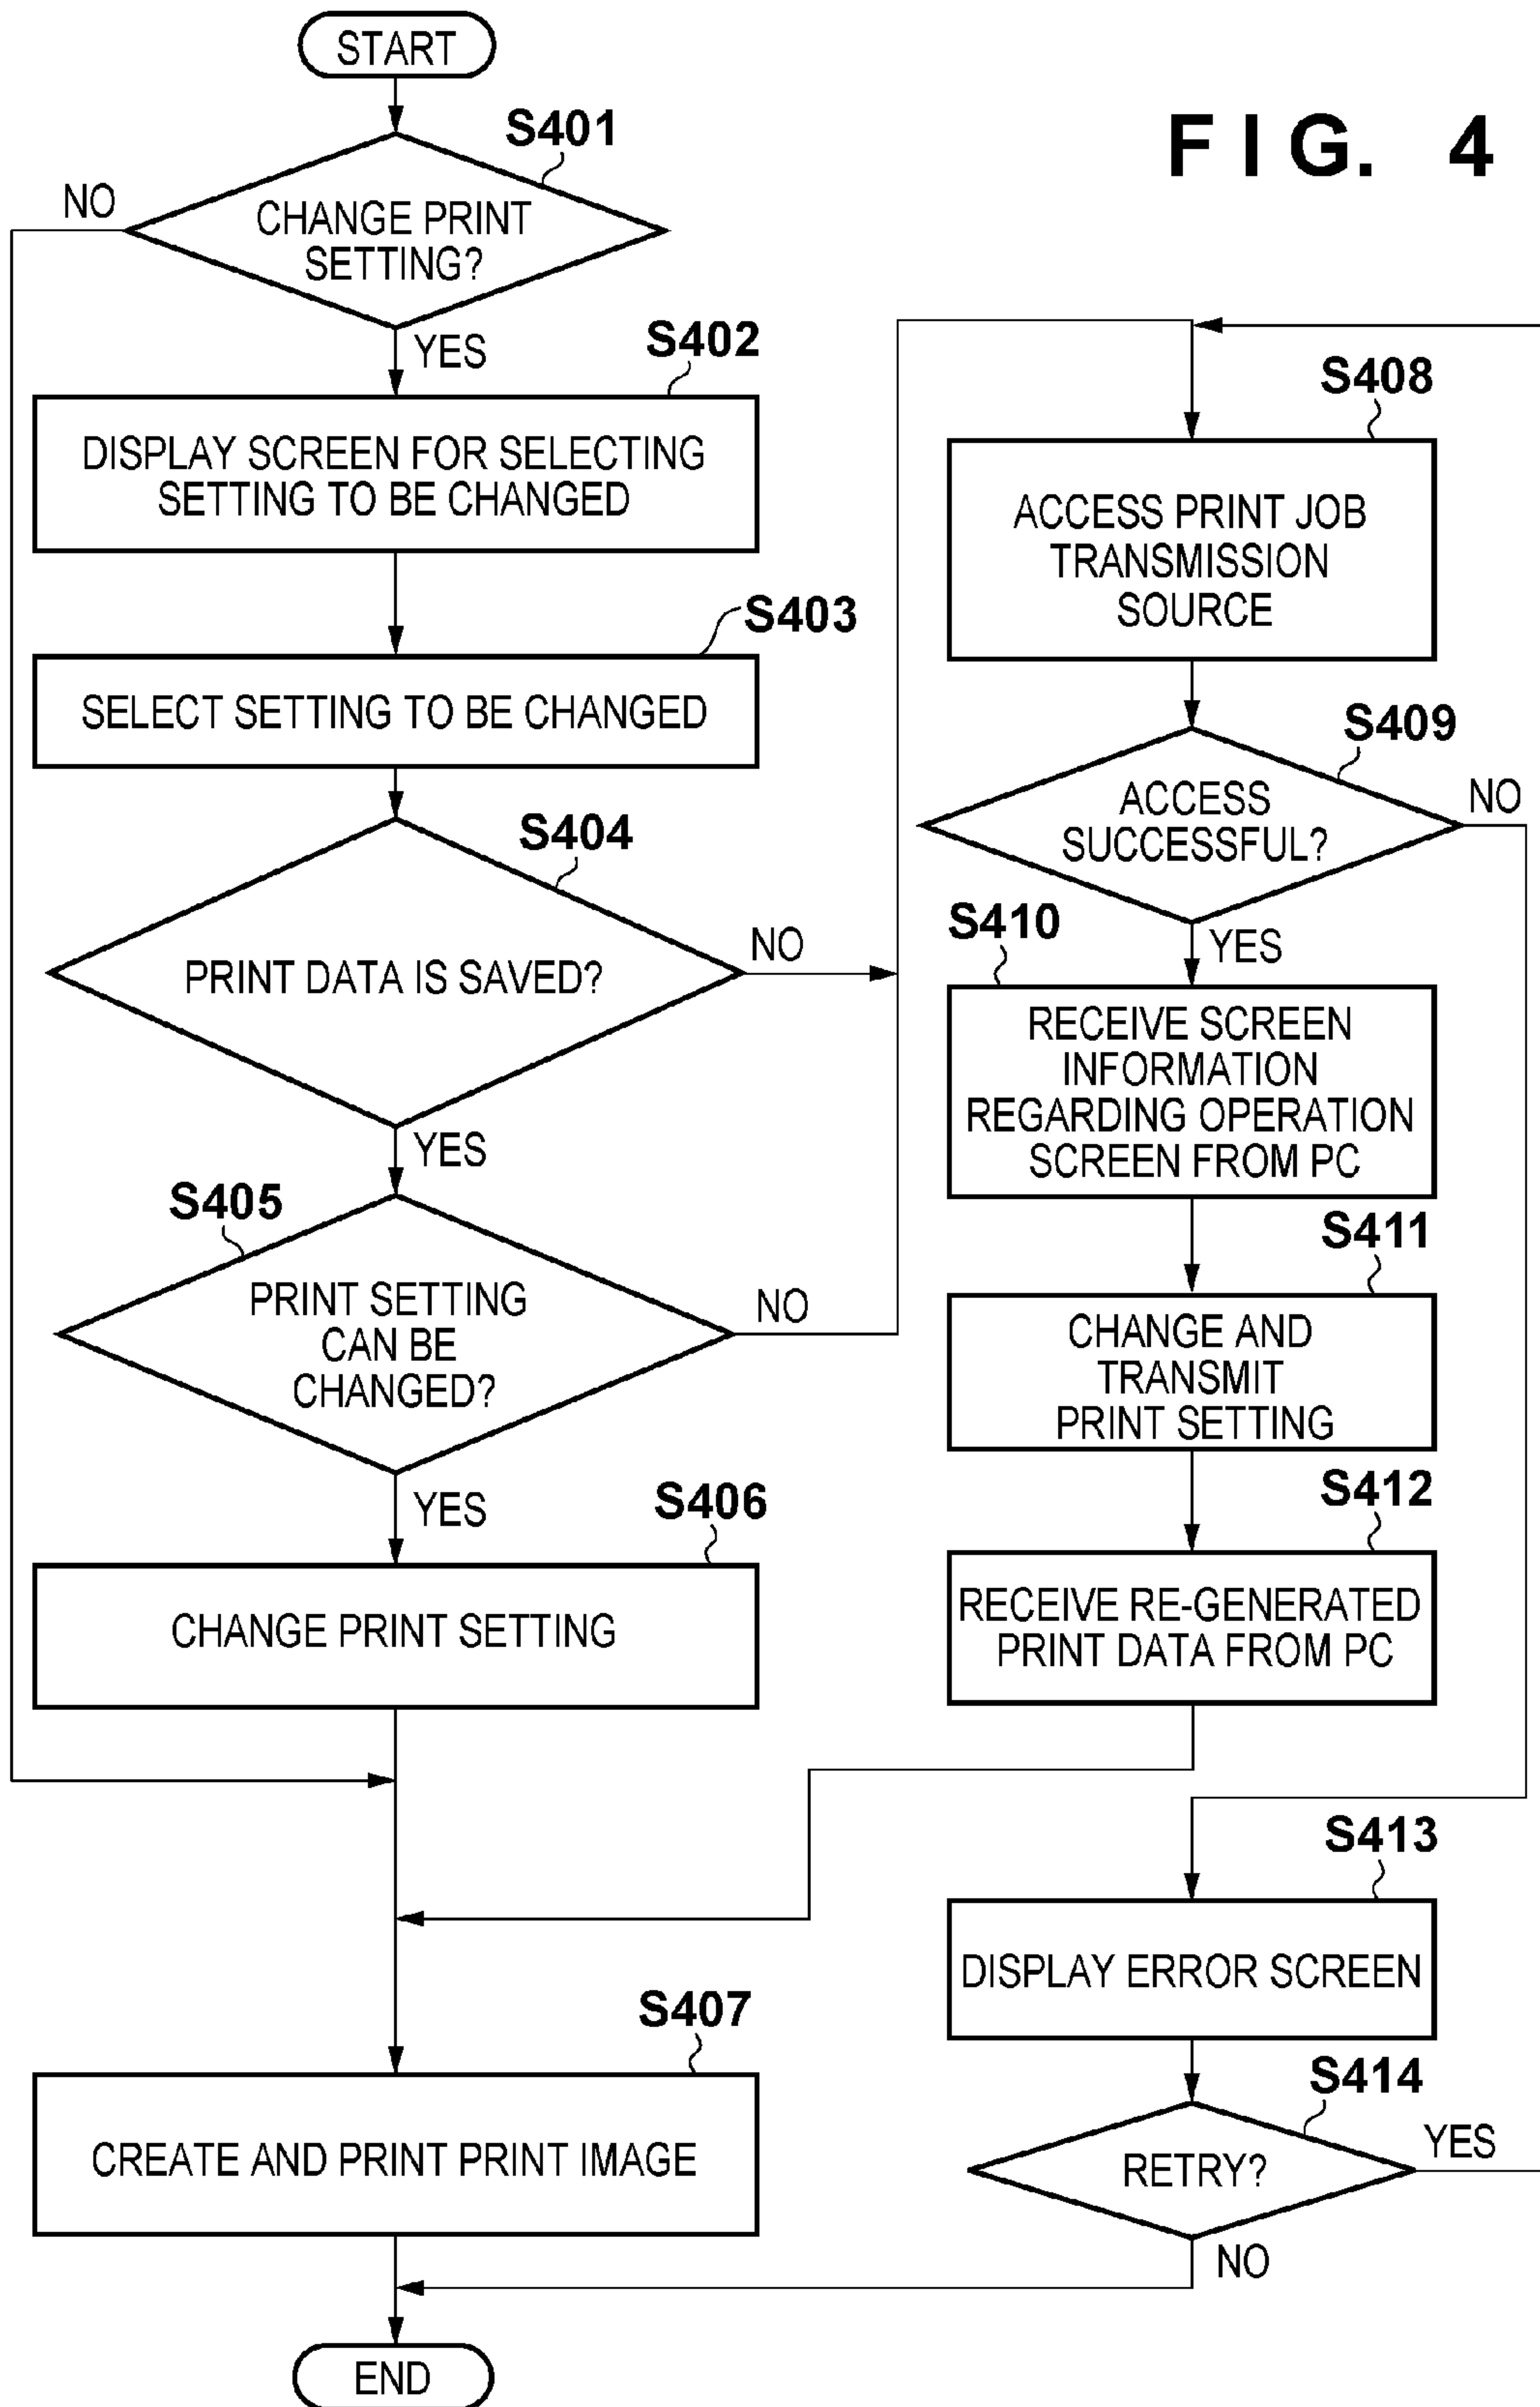 FIG. 4
START
S401
NO
CHANGE PRINT
SETTING?
YES
S402
DISPLAY SCREEN FOR SELECTING
SETTING TO BE CHANGED
S403
SELECT SETTING TO BE CHANGED
S404
PRINT DATA IS SAVED?
NO
YES
S405
PRINT SETTING
CAN BE
CHANGED?
NO
YES
S406
CHANGE PRINT SETTING
S407
CREATE AND PRINT PRINT IMAGE
END
S408
ACCESS PRINT JOB
TRANSMISSION
SOURCE
S409
ACCESS
SUCCESSFUL?
NO
YES
S410
RECEIVE SCREEN
INFORMATION
REGARDING OPERATION
SCREEN FROM PC
S411
CHANGE AND
TRANSMIT
PRINT SETTING
S412
RECEIVE RE-GENERATED
PRINT DATA FROM PC
S413
DISPLAY ERROR SCREEN
S414
RETRY?
YES
NO